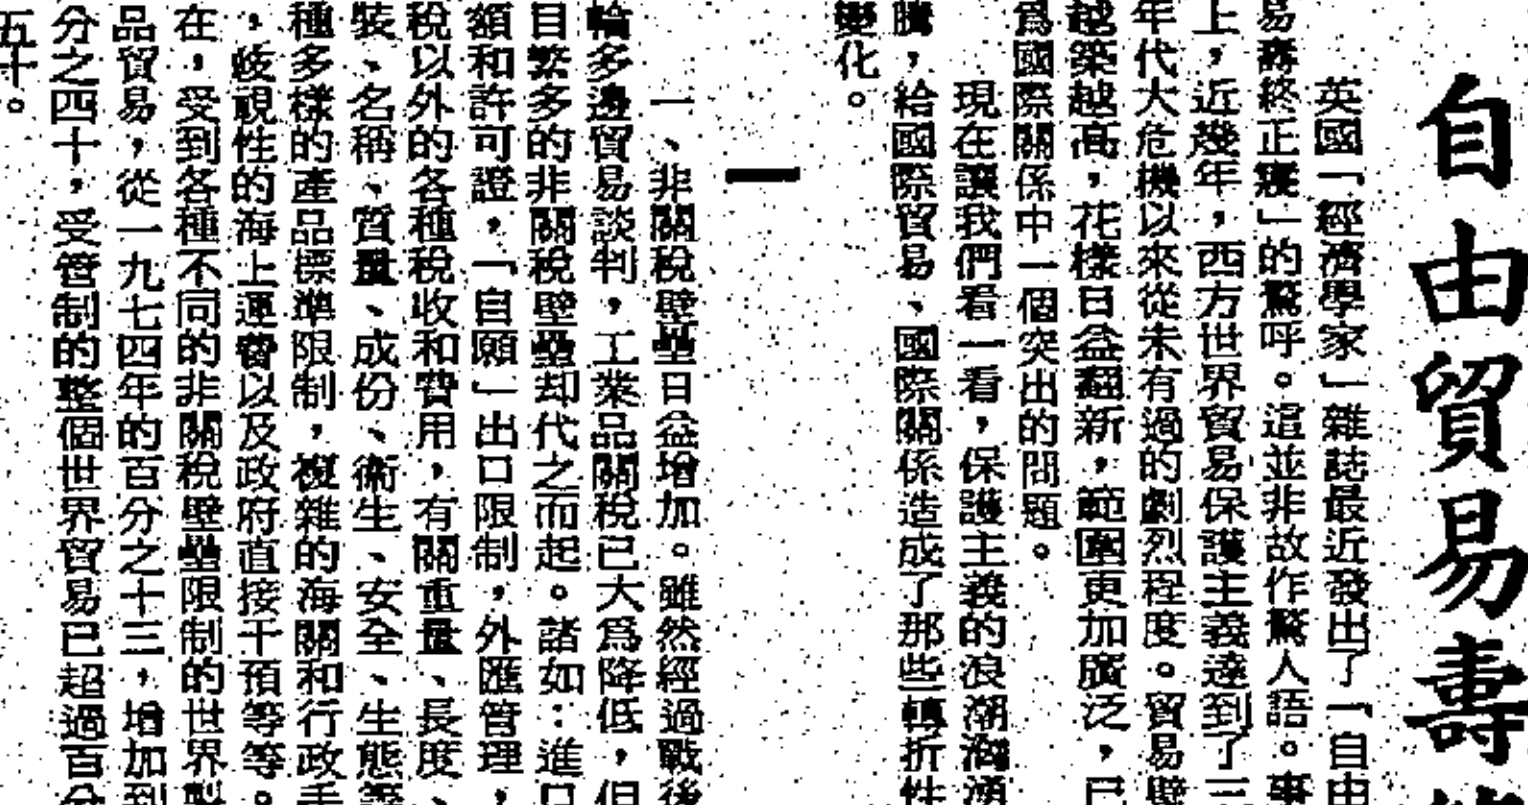 自由貿易壽
英國「經濟學家」雜誌最近發出了「自由
易壽終正寢」的驚呼。這並非故作驚人語。事
上，近幾年，西方世界貿易保護主義達到了三
年代大危機以來從未有過的劇烈程度。貿易壁
越築越高，花樣日益翻新，範圍更加廣泛，已
爲國際關係中一個突出的問題。
現在讓我們看一看，保護主義的浪潮洶湧
騰，給國際貿易、國際關係造成了那些轉折性
變化。
一
一、非關稅壁壘日益增加。雖然經過戰後
輪多邊貿易談判，工業品關稅已大爲降低，但
目繁多的非關稅壁壘却代之而起。諸如：進口
額和許可證，「自願」出口限制，外匯管理，
稅以外的各種稅收和費用，有關重量、長度、
裝、名稱、質量、成份、衞生、安全、生態等
種多樣的產品標準限制，複雜的海關和行政手
，歧視性的海上運費以及政府直接干預等等。
在，受到各種不同的非關稅壁壘限制的世界製
品貿易，從一九七四年的百分之十三，增加到
分之四十，受管制的整個世界貿易已超過百分
五十。